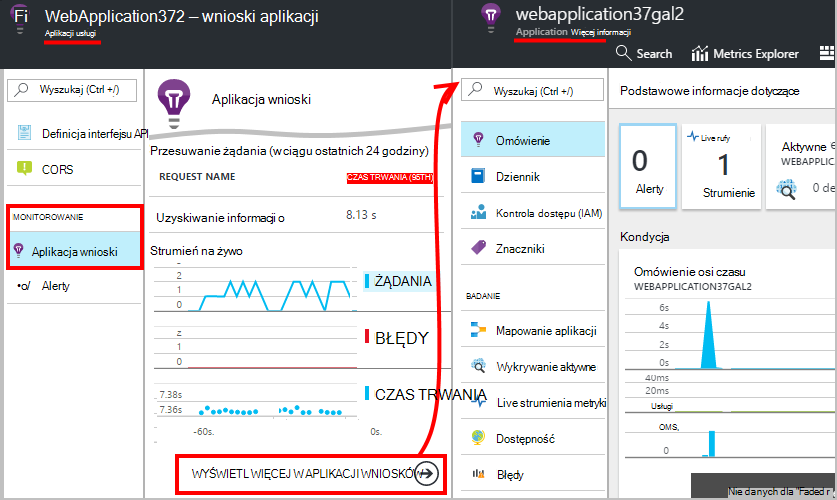 Fi WebApplication372 – wnioski aplikacji
Aplikacji usługi
Wyszukaj (Ctrl +/)
Definicja interfejsu API
CORS
MONITOROWANIE
Aplikacja wnioski
Alerty
Aplikacja wnioski
Przesuwanie żądania (wciągu ostatnich 24 godziny)
REQUEST NAME
CZAS TRWANIA (95TH)
Uzyskiwanie informacji o
8.13 s
Strumień na żywo
2
1
0
ŻĄDANIA
z
1
0
BŁĘDY
7.38s
7.36s
CZAS TRWANIA
-60s.
0s.
WYŚWIETL WIĘCEJ W APLIKACJI WNIOSKÓW
webapplication37gal2
Application Więcej informacji
Search
Metrics Explorer
Wyszukaj (Ctrl +/)
Omówienie
Dziennik
Kontrola dostępu (IAM)
Znaczniki
BADANIE
Mapowanie aplikacji
Wykrywanie aktywne
Live strumienia metryki
Dostępność
Błędy
Podstawowe informacje dotyczące
0
Alerty
Live rufy
1
Strumienie
Aktywne
WEBAPPLIC
0 de
Kondycja
Omówienie osi czasu
WEBAPPLICATION37GAL2
6s
4s
2s
0s
40ms
20ms
Usługi
OMS,
0
Nie danych dla "Faded r